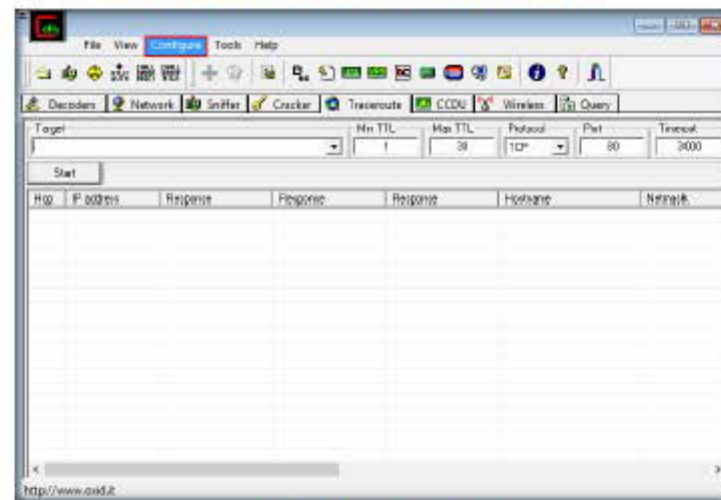 File View Configure Tools Help
Decoders Network Sniffer Cracker Traceroute CCDU Wireless Query
Target Min TTL Max TTL Protocol Port Timeout
1 30 TCP 80 3000
Start
Hop IP address Response Response Response Hostname Netmask
http://www.oxid.it